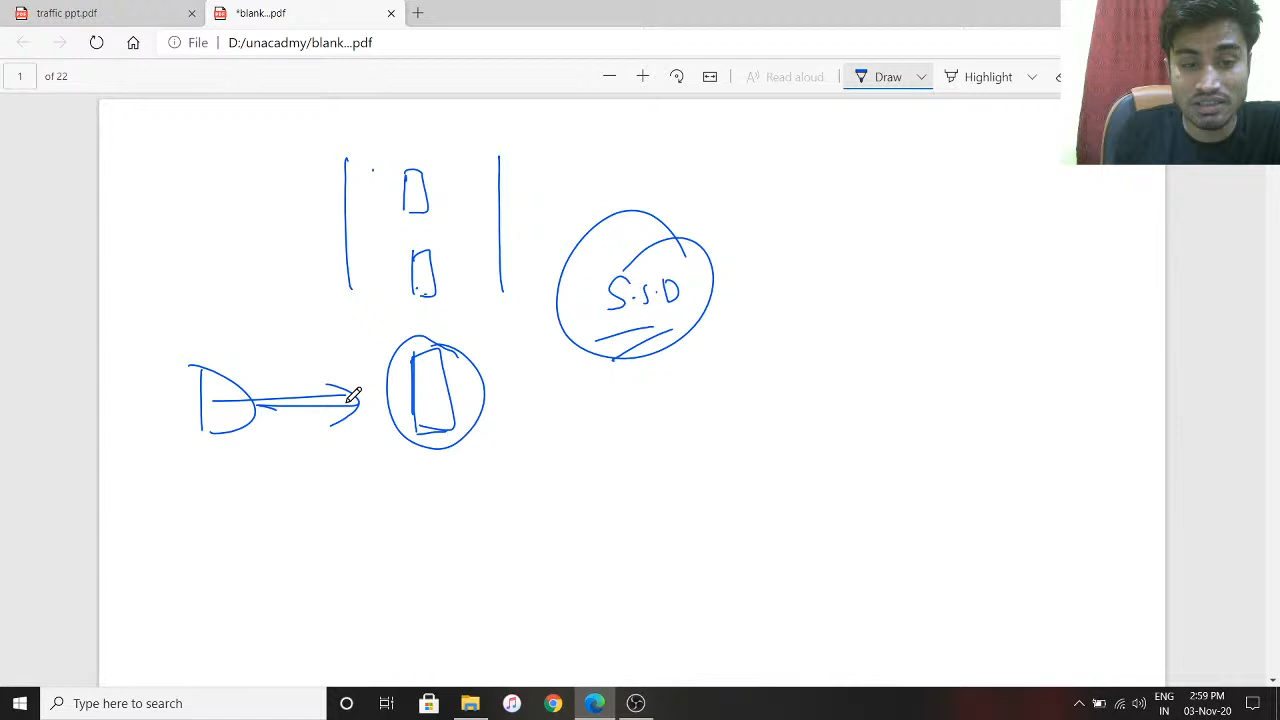 traffic ppt.pdf
*blank...pdf
File
D:/unacadmy/blank...pdf
1
of 22
Read aloud
Draw
Highlight
S.S.D
D
Type here to search
ENG
IN
2:59 PM
03-Nov-20